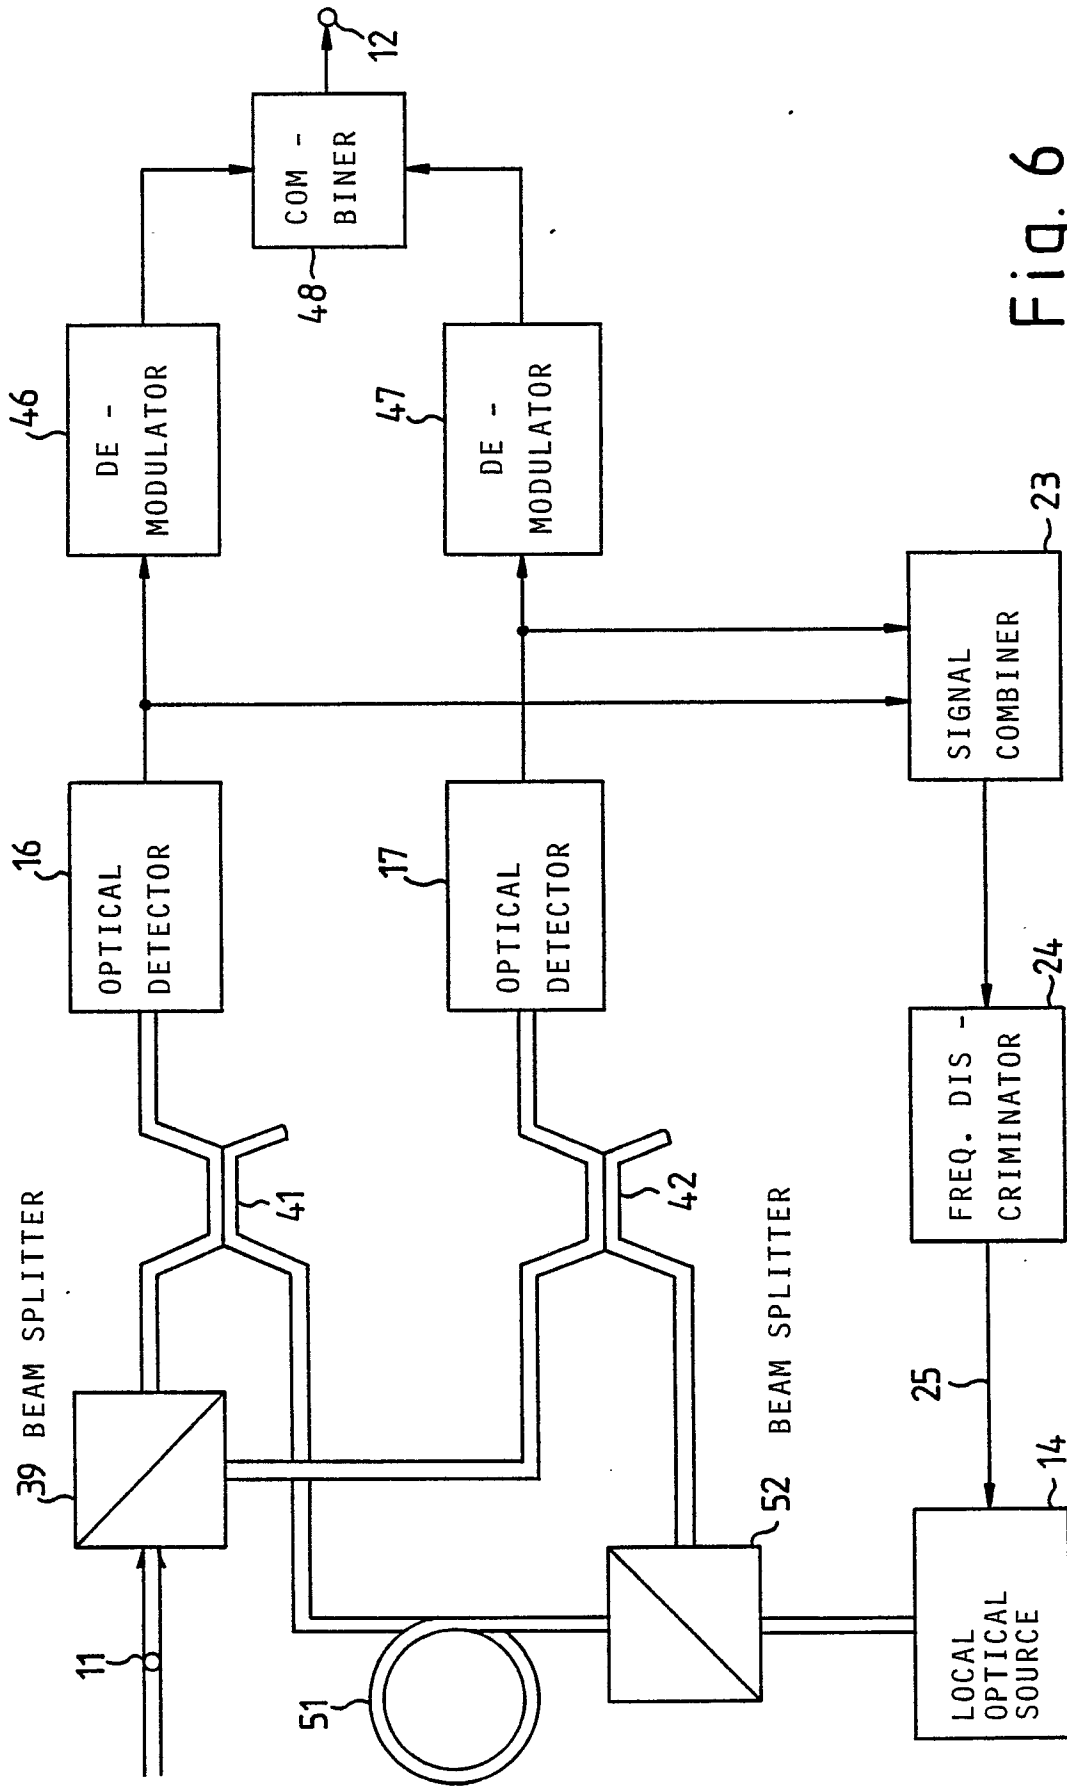 11
39 BEAM SPLITTER
41
16
OPTICAL
DETECTOR
46
DE -
MODULATOR
COM -
BINER
48
12
51
42
17
OPTICAL
DETECTOR
47
DE -
MODULATOR
52 BEAM SPLITTER
LOCAL
OPTICAL
SOURCE
14
25
FREQ. DIS -
CRIMINATOR
24
SIGNAL
COMBINER
23
Fig. 6